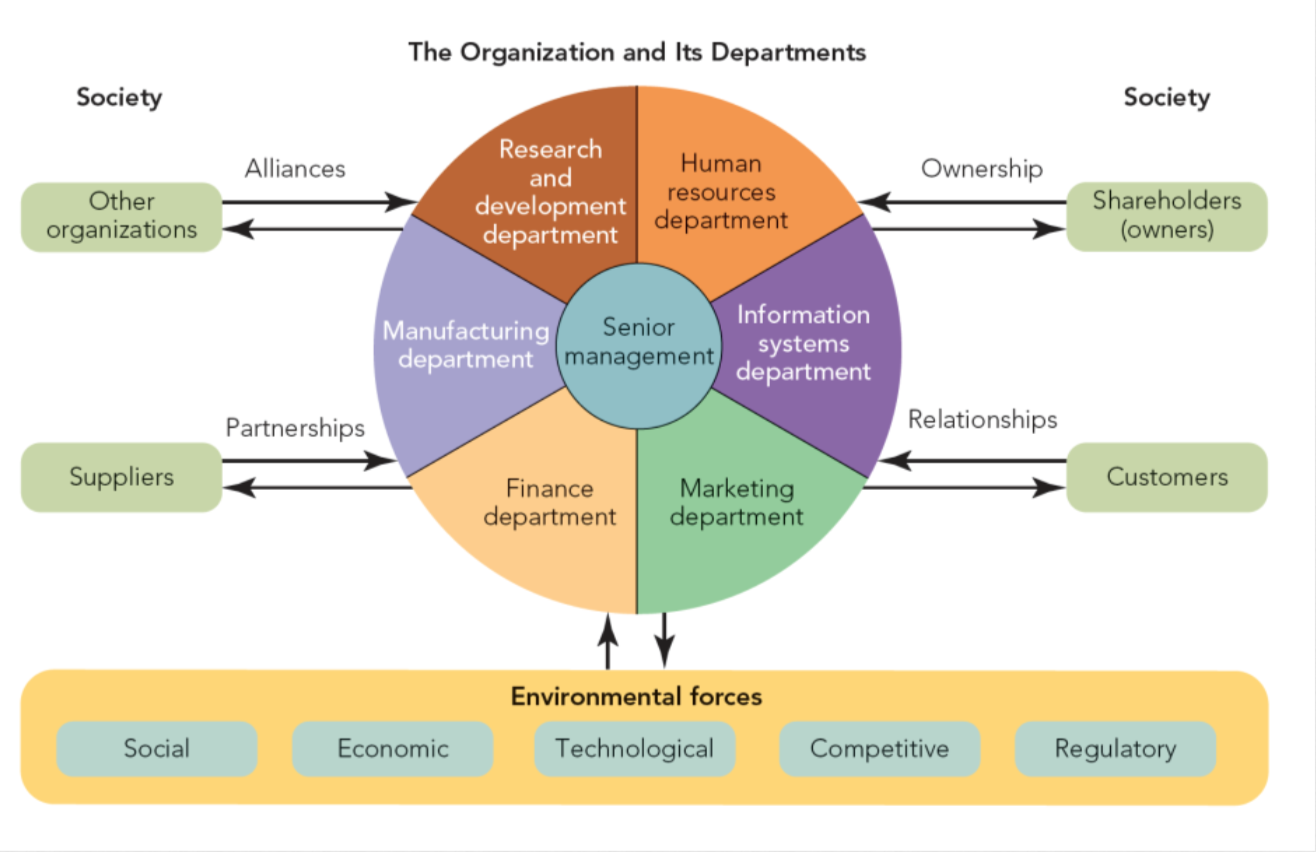 The Organization and Its Departments
Society
Society
Alliances
Ownership
Other
organizations
Shareholders
(owners)
Research
and
development
department
Human
resources
department
Manufacturing
department
Senior
management
Information
systems
department
Partnerships
Relationships
Suppliers
Customers
Finance
department
Marketing
department
Environmental forces
Social
Economic
Technological
Competitive
Regulatory